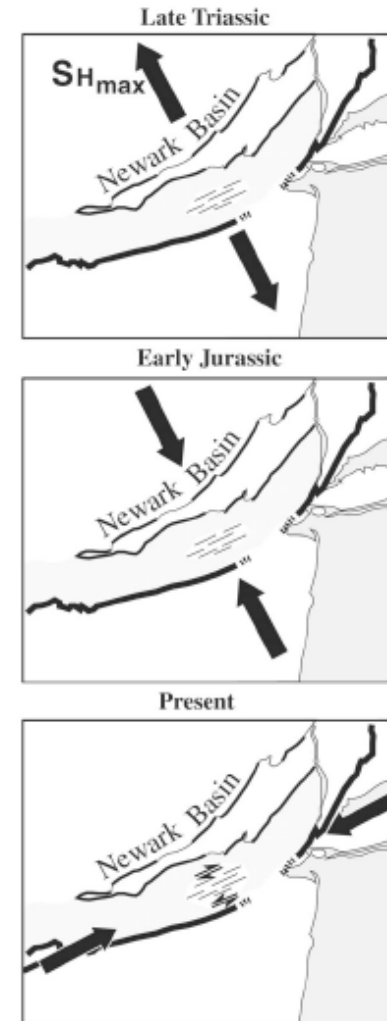 Late Triassic
SHmax
Newark Basin
Early Jurassic
Newark Basin
Present
Newark Basin